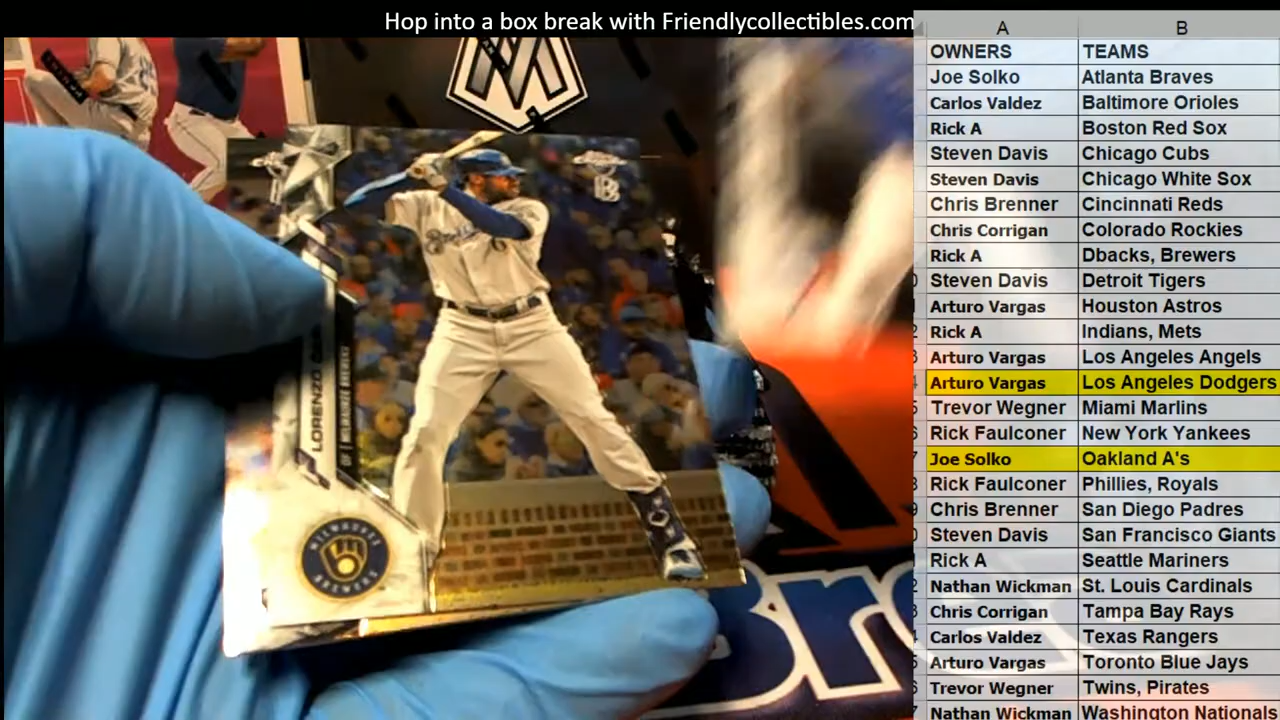 Hop into a box break with Friendlycollectibles.com
A B
OWNERS TEAMS
Joe Solko Atlanta Braves
Carlos Valdez Baltimore Orioles
Rick A Boston Red Sox
Steven Davis Chicago Cubs
Steven Davis Chicago White Sox
Chris Brenner Cincinnati Reds
Chris Corrigan Colorado Rockies
Rick A Dbacks, Brewers
Steven Davis Detroit Tigers
Arturo Vargas Houston Astros
Rick A Indians, Mets
Arturo Vargas Los Angeles Angels
Arturo Vargas Los Angeles Dodgers
Trevor Wegner Miami Marlins
Rick Faulconer New York Yankees
Joe Solko Oakland A's
Rick Faulconer Phillies, Royals
Chris Brenner San Diego Padres
Steven Davis San Francisco Giants
Rick A Seattle Mariners
Nathan Wickman St. Louis Cardinals
Chris Corrigan Tampa Bay Rays
Carlos Valdez Texas Rangers
Arturo Vargas Toronto Blue Jays
Trevor Wegner Twins, Pirates
Nathan Wickman Washington Nationals
LORENZO
OF | MILWAUKEE BREWERS
MILWAUKEE
BREWERS